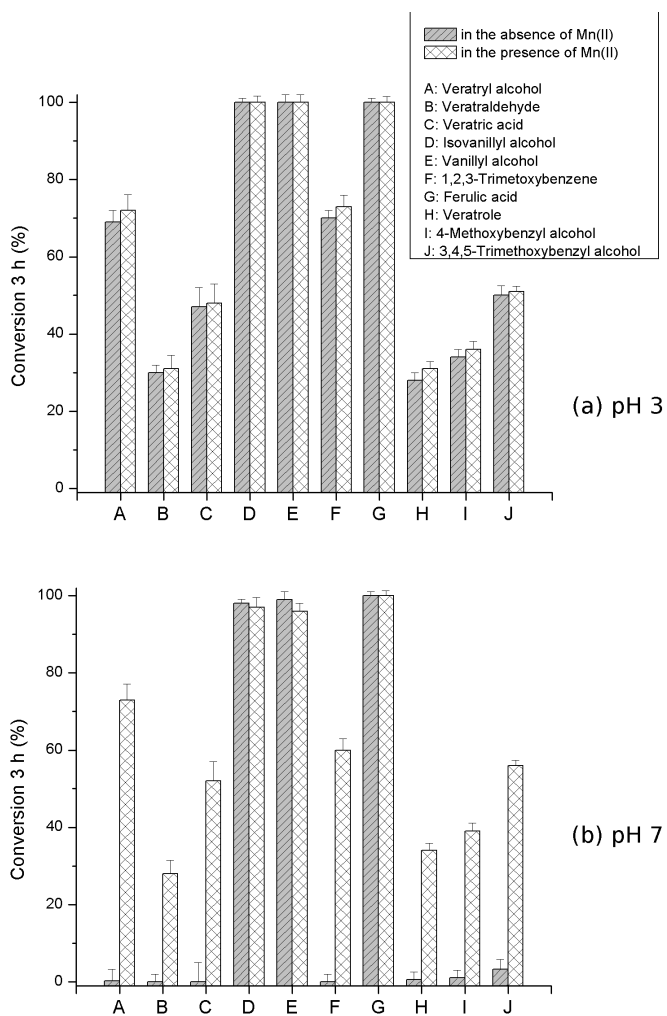 in the absence of Mn(II)
in the presence of Mn(II)
A: Veratryl alcohol
B: Veratraldehyde
C: Veratric acid
D: Isovanillyl alcohol
E: Vanillyl alcohol
F: 1,2,3-Trimetoxybenzene
G: Ferulic acid
H: Veratrole
I: 4-Methoxybenzyl alcohol
J: 3,4,5-Trimethoxybenzyl alcohol
Conversion 3 h (%)
100
80
60
40
20
0
A B C D E F G H I J
(a) pH 3
Conversion 3 h (%)
100
80
60
40
20
0
A B C D E F G H I J
(b) pH 7